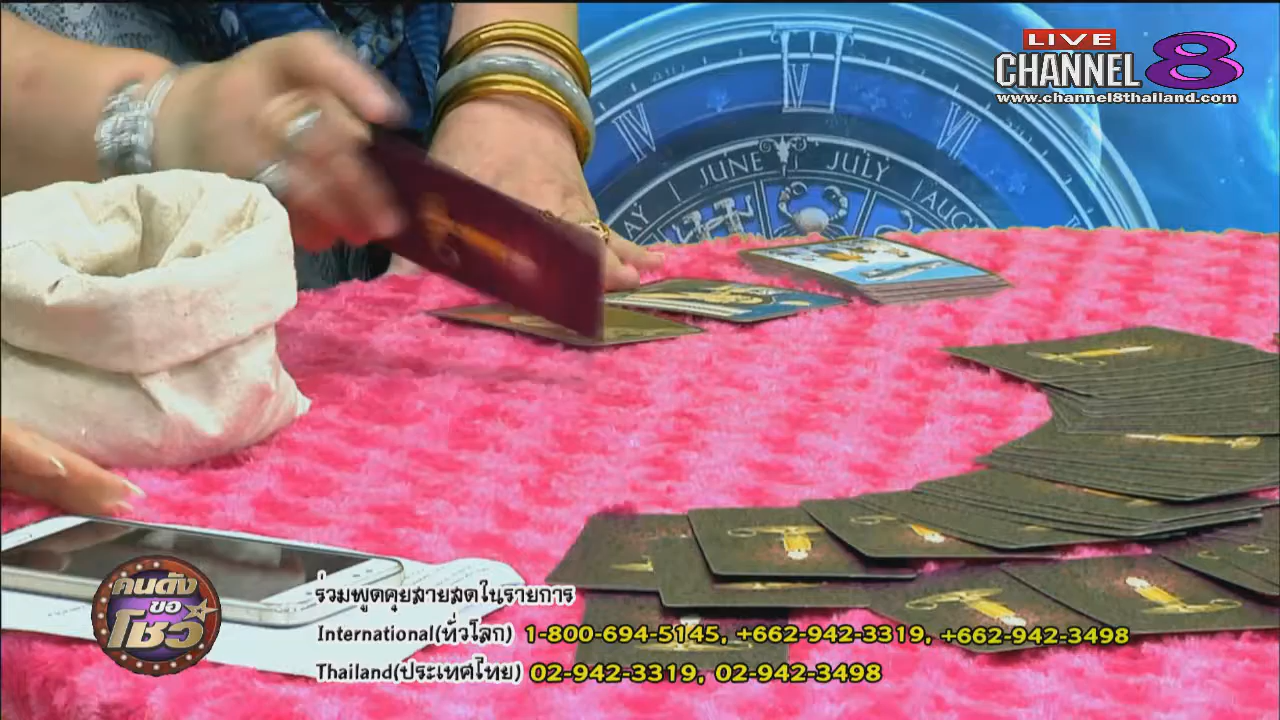 LIVE
CHANNEL 8
www.channel8thailand.com
IV V VII
JUNE JULY
คนดัง
ขอ
โชว์
ร่วมพูดคุยสายสดในรายการ
International(ทั่วโลก) 1-800-694-5145, +662-942-3319, +662-942-3498
Thailand(ประเทศไทย) 02-942-3319, 02-942-3498